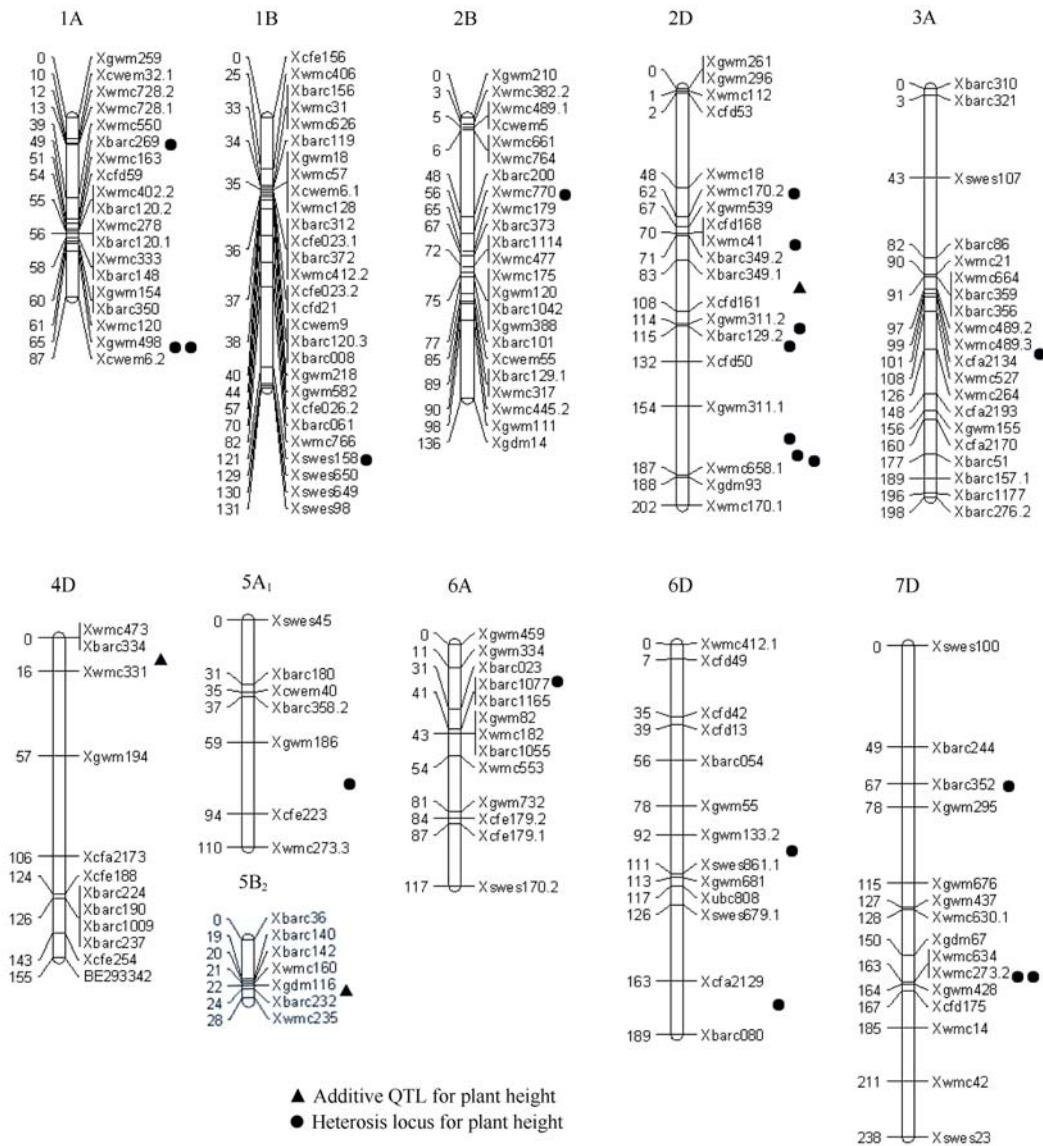 1A
0 Xgwm259
10 Xcwem32.1
12 Xwmc728.2
13 Xwmc728.1
39 Xwmc550
49 Xbarc269
51 Xwmc163
54 Xcfd59
Xwmc402.2
55 Xbarc120.2
Xwmc278
56 Xbarc120.1
Xwmc333
58 Xbarc148
Xgwm154
60 Xbarc350
61 Xwmc120
65 Xgwm498
87 Xcwem6.2
1B
0 Xcfe156
25 Xwmc406
Xbarc156
33 Xwmc31
Xwmc626
34 Xbarc119
Xgwm18
Xwmc57
35 Xcwem6.1
Xwmc128
Xbarc312
Xcfe023.1
36 Xbarc372
Xwmc412.2
Xcfe023.2
37 Xcfd21
Xcwem9
38 Xbarc120.3
Xbarc008
40 Xgwm218
44 Xgwm582
57 Xcfe026.2
70 Xbarc061
82 Xwmc766
121 Xswes158
129 Xswes650
130 Xswes649
131 Xswes98
2B
0 Xgwm210
3 Xwmc382.2
Xwmc489.1
5 Xcwem5
Xwmc661
6 Xwmc764
48 Xbarc200
56 Xwmc770
65 Xwmc179
67 Xbarc373
Xbarc1114
72 Xwmc477
Xwmc175
Xgwm120
75 Xbarc1042
Xgwm388
77 Xbarc101
85 Xcwem55
Xbarc129.1
89 Xwmc317
90 Xwmc445.2
98 Xgwm111
136 Xgdm14
2D
Xgwm261
0 Xgwm296
1 Xwmc112
2 Xcfd53
48 Xwmc18
62 Xwmc170.2
67 Xgwm539
Xcfd168
70 Xwmc41
71 Xbarc349.2
83 Xbarc349.1
108 Xcfd161
114 Xgwm311.2
115 Xbarc129.2
132 Xcfd50
154 Xgwm311.1
187 Xwmc658.1
188 Xgdm93
202 Xwmc170.1
3A
0 Xbarc310
3 Xbarc321
43 Xswes107
82 Xbarc86
90 Xwmc21
Xwmc664
91 Xbarc359
Xbarc356
97 Xwmc489.2
99 Xwmc489.3
101 Xcfa2134
108 Xwmc527
126 Xwmc264
148 Xcfa2193
156 Xgwm155
160 Xcfa2170
177 Xbarc51
189 Xbarc157.1
196 Xbarc1177
198 Xbarc276.2
4D
Xwmc473
0 Xbarc334
16 Xwmc331
57 Xgwm194
106 Xcfa2173
124 Xcfe188
Xbarc224
126 Xbarc190
Xbarc1009
Xbarc237
143 Xcfe254
155 BE293342
5A1
0 Xswes45
31 Xbarc180
35 Xcwem40
37 Xbarc358.2
59 Xgwm186
94 Xcfe223
110 Xwmc273.3
5B2
0 Xbarc36
19 Xbarc140
20 Xbarc142
21 Xwmc160
22 Xgdm116
24 Xbarc232
28 Xwmc235
6A
0 Xgwm459
11 Xgwm334
31 Xbarc023
Xbarc1077
41 Xbarc1165
Xgwm82
43 Xwmc182
Xbarc1055
54 Xwmc553
81 Xgwm732
84 Xcfe179.2
87 Xcfe179.1
117 Xswes170.2
6D
0 Xwmc412.1
7 Xcfd49
35 Xcfd42
39 Xcfd13
56 Xbarc054
78 Xgwm55
92 Xgwm133.2
111 Xswes861.1
113 Xgwm681
117 Xubc808
126 Xswes679.1
163 Xcfa2129
189 Xbarc080
7D
0 Xswes100
49 Xbarc244
67 Xbarc352
78 Xgwm295
115 Xgwm676
127 Xgwm437
128 Xwmc630.1
150 Xgdm67
Xwmc634
163 Xwmc273.2
164 Xgwm428
167 Xcfd175
185 Xwmc14
211 Xwmc42
238 Xswes23
▲ Additive QTL for plant height
● Heterosis locus for plant height